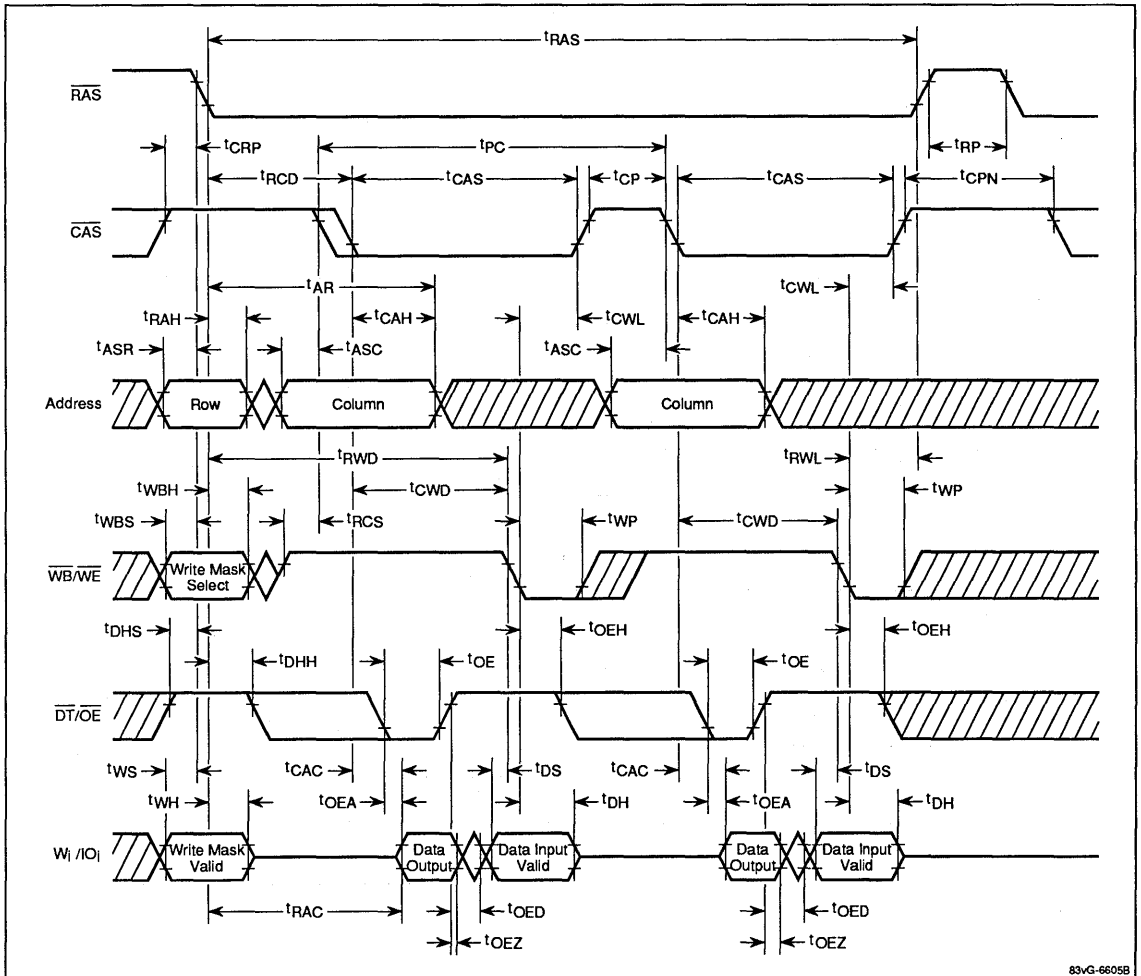 tRAS
RAS
tCRP
tPC
tRP
tRCD
tCAS
tCP
tCAS
tCPN
CAS
tAR
tCWL
tRAH
tCAH
tCWL
tCAH
tASR
tASC
tASC
Address
Row
Column
Column
tRWD
tRWL
tWBH
tCWD
tWP
tWBS
tRCS
tWP
tCWD
WB/WE
Write Mask
Select
tDHS
tOEH
tOEH
tDHH
tOE
tOE
DT/OE
tWS
tCAC
tDS
tCAC
tDS
tWH
tOEA
tDH
tOEA
tDH
Wi /IOi
Write Mask
Valid
Data
Output
Data Input
Valid
Data
Output
Data Input
Valid
tRAC
tOED
tOED
tOEZ
tOEZ
83vG-6605B